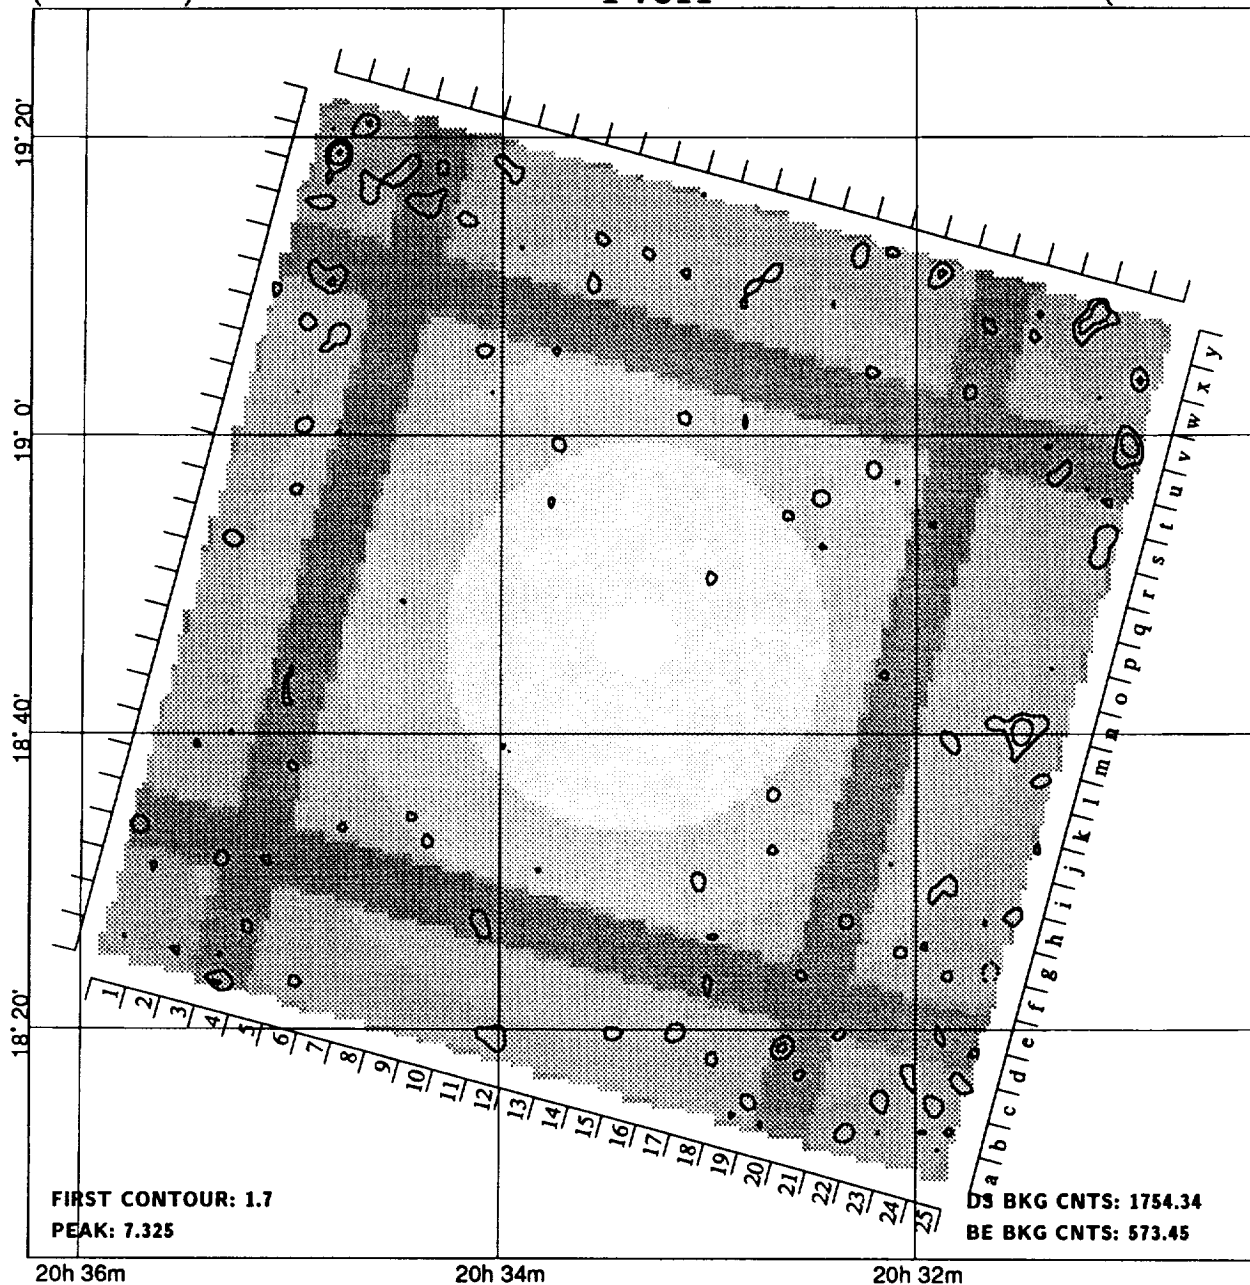 19° 20'
19° 0'
18° 40'
18° 20'
1 2 3 4 5 6 7 8 9 10 11 12 13 14 15 16 17 18 19 20 21 22 23 24 25
a b c d e f g h i j k l m n o p q r s t u v w x y
FIRST CONTOUR: 1.7
PEAK: 7.325
DS BKG CNTS: 1754.34
BE BKG CNTS: 573.45
20h 36m
20h 34m
20h 32m